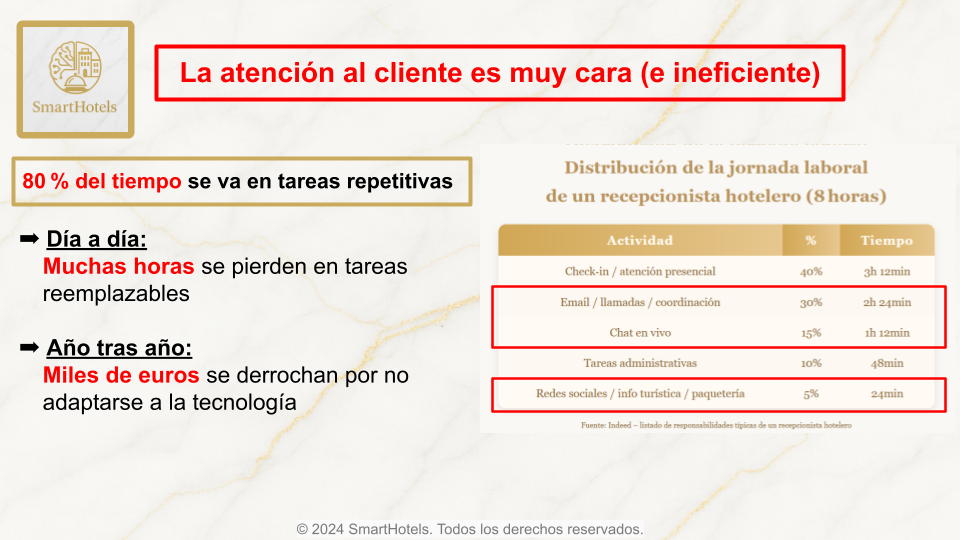 SmartHotels
La atención al cliente es muy cara (e ineficiente)
80 % del tiempo se va en tareas repetitivas
➡ Día a día:
Muchas horas se pierden en tareas
reemplazables
➡ Año tras año:
Miles de euros se derrochan por no
adaptarse a la tecnología
Distribución de la jornada laboral
de un recepcionista hotelero (8 horas)
Actividad % Tiempo
Check-in / atención presencial 40% 3h 12min
Email / llamadas / coordinación 30% 2h 24min
Chat en vivo 15% 1h 12min
Tareas administrativas 10% 48min
Redes sociales / info turística / paquetería 5% 24min
Fuente: Indeed – listado de responsabilidades típicas de un recepcionista hotelero
© 2024 SmartHotels. Todos los derechos reservados.